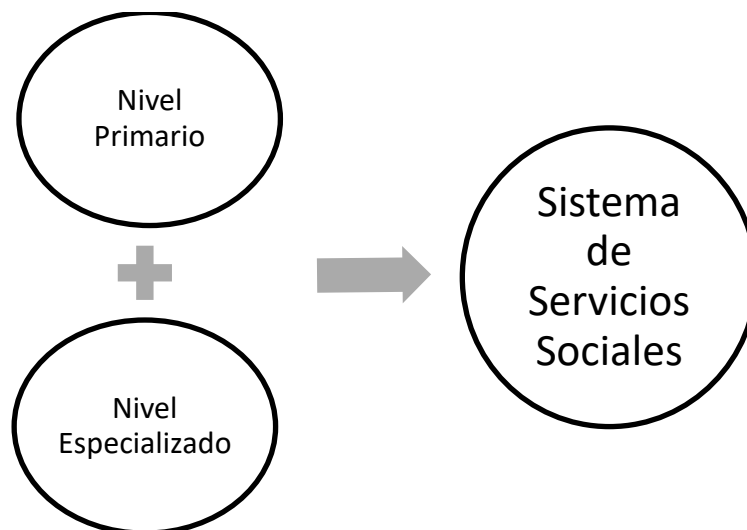 Nivel
Primario
Nivel
Especializado
Sistema
de
Servicios
Sociales